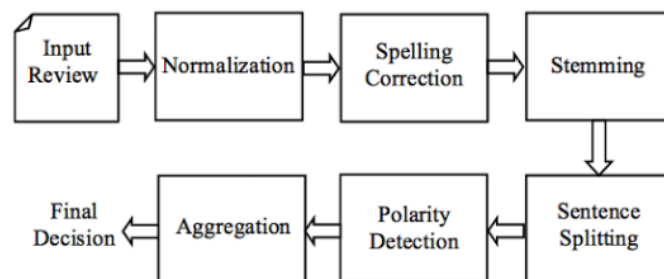 Input
Review
Normalization
Spelling
Correction
Stemming
Sentence
Splitting
Polarity
Detection
Aggregation
Final
Decision